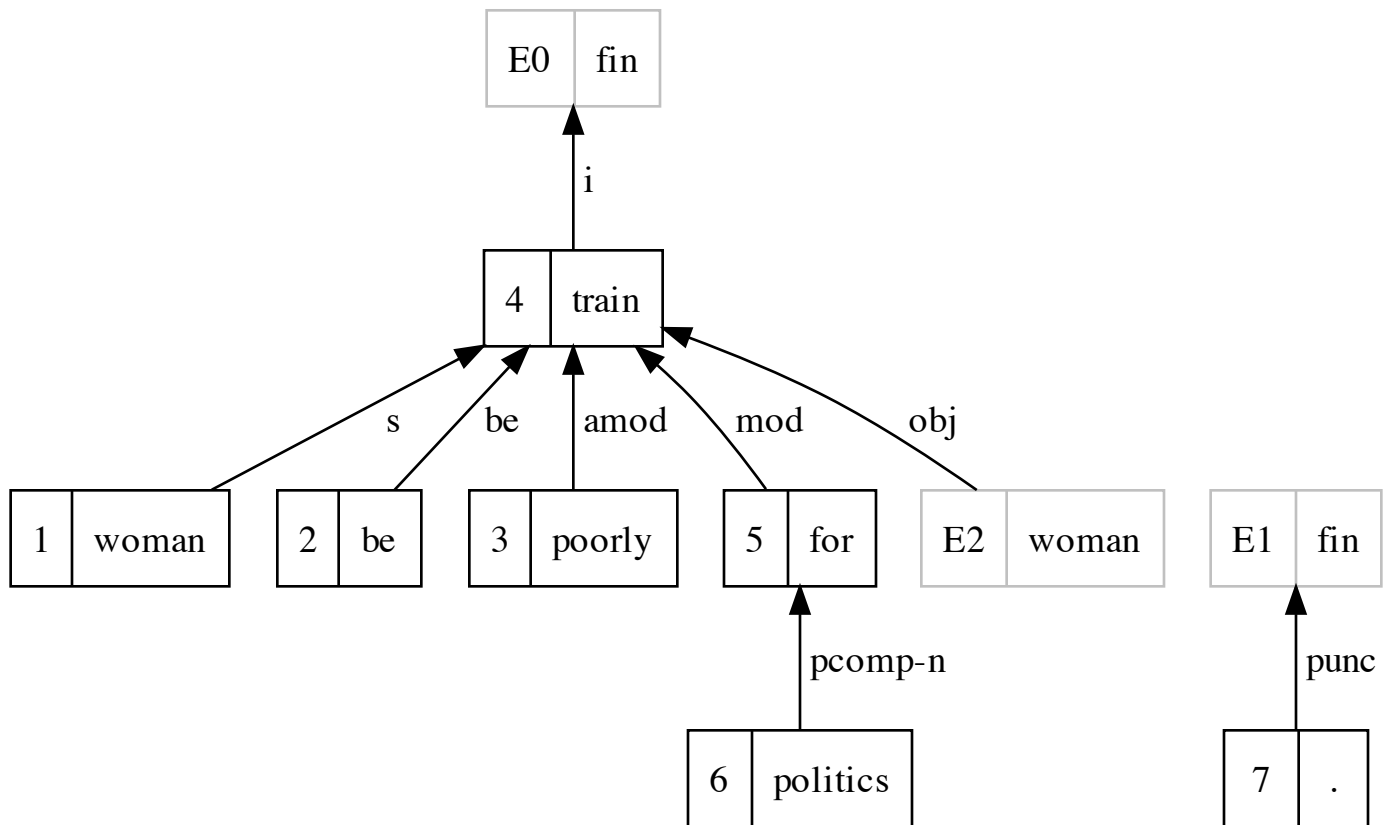 E0 fin
i
4 train
s be amod mod obj
1 woman 2 be 3 poorly 5 for E2 woman E1 fin
pcomp-n punc
6 politics 7 .